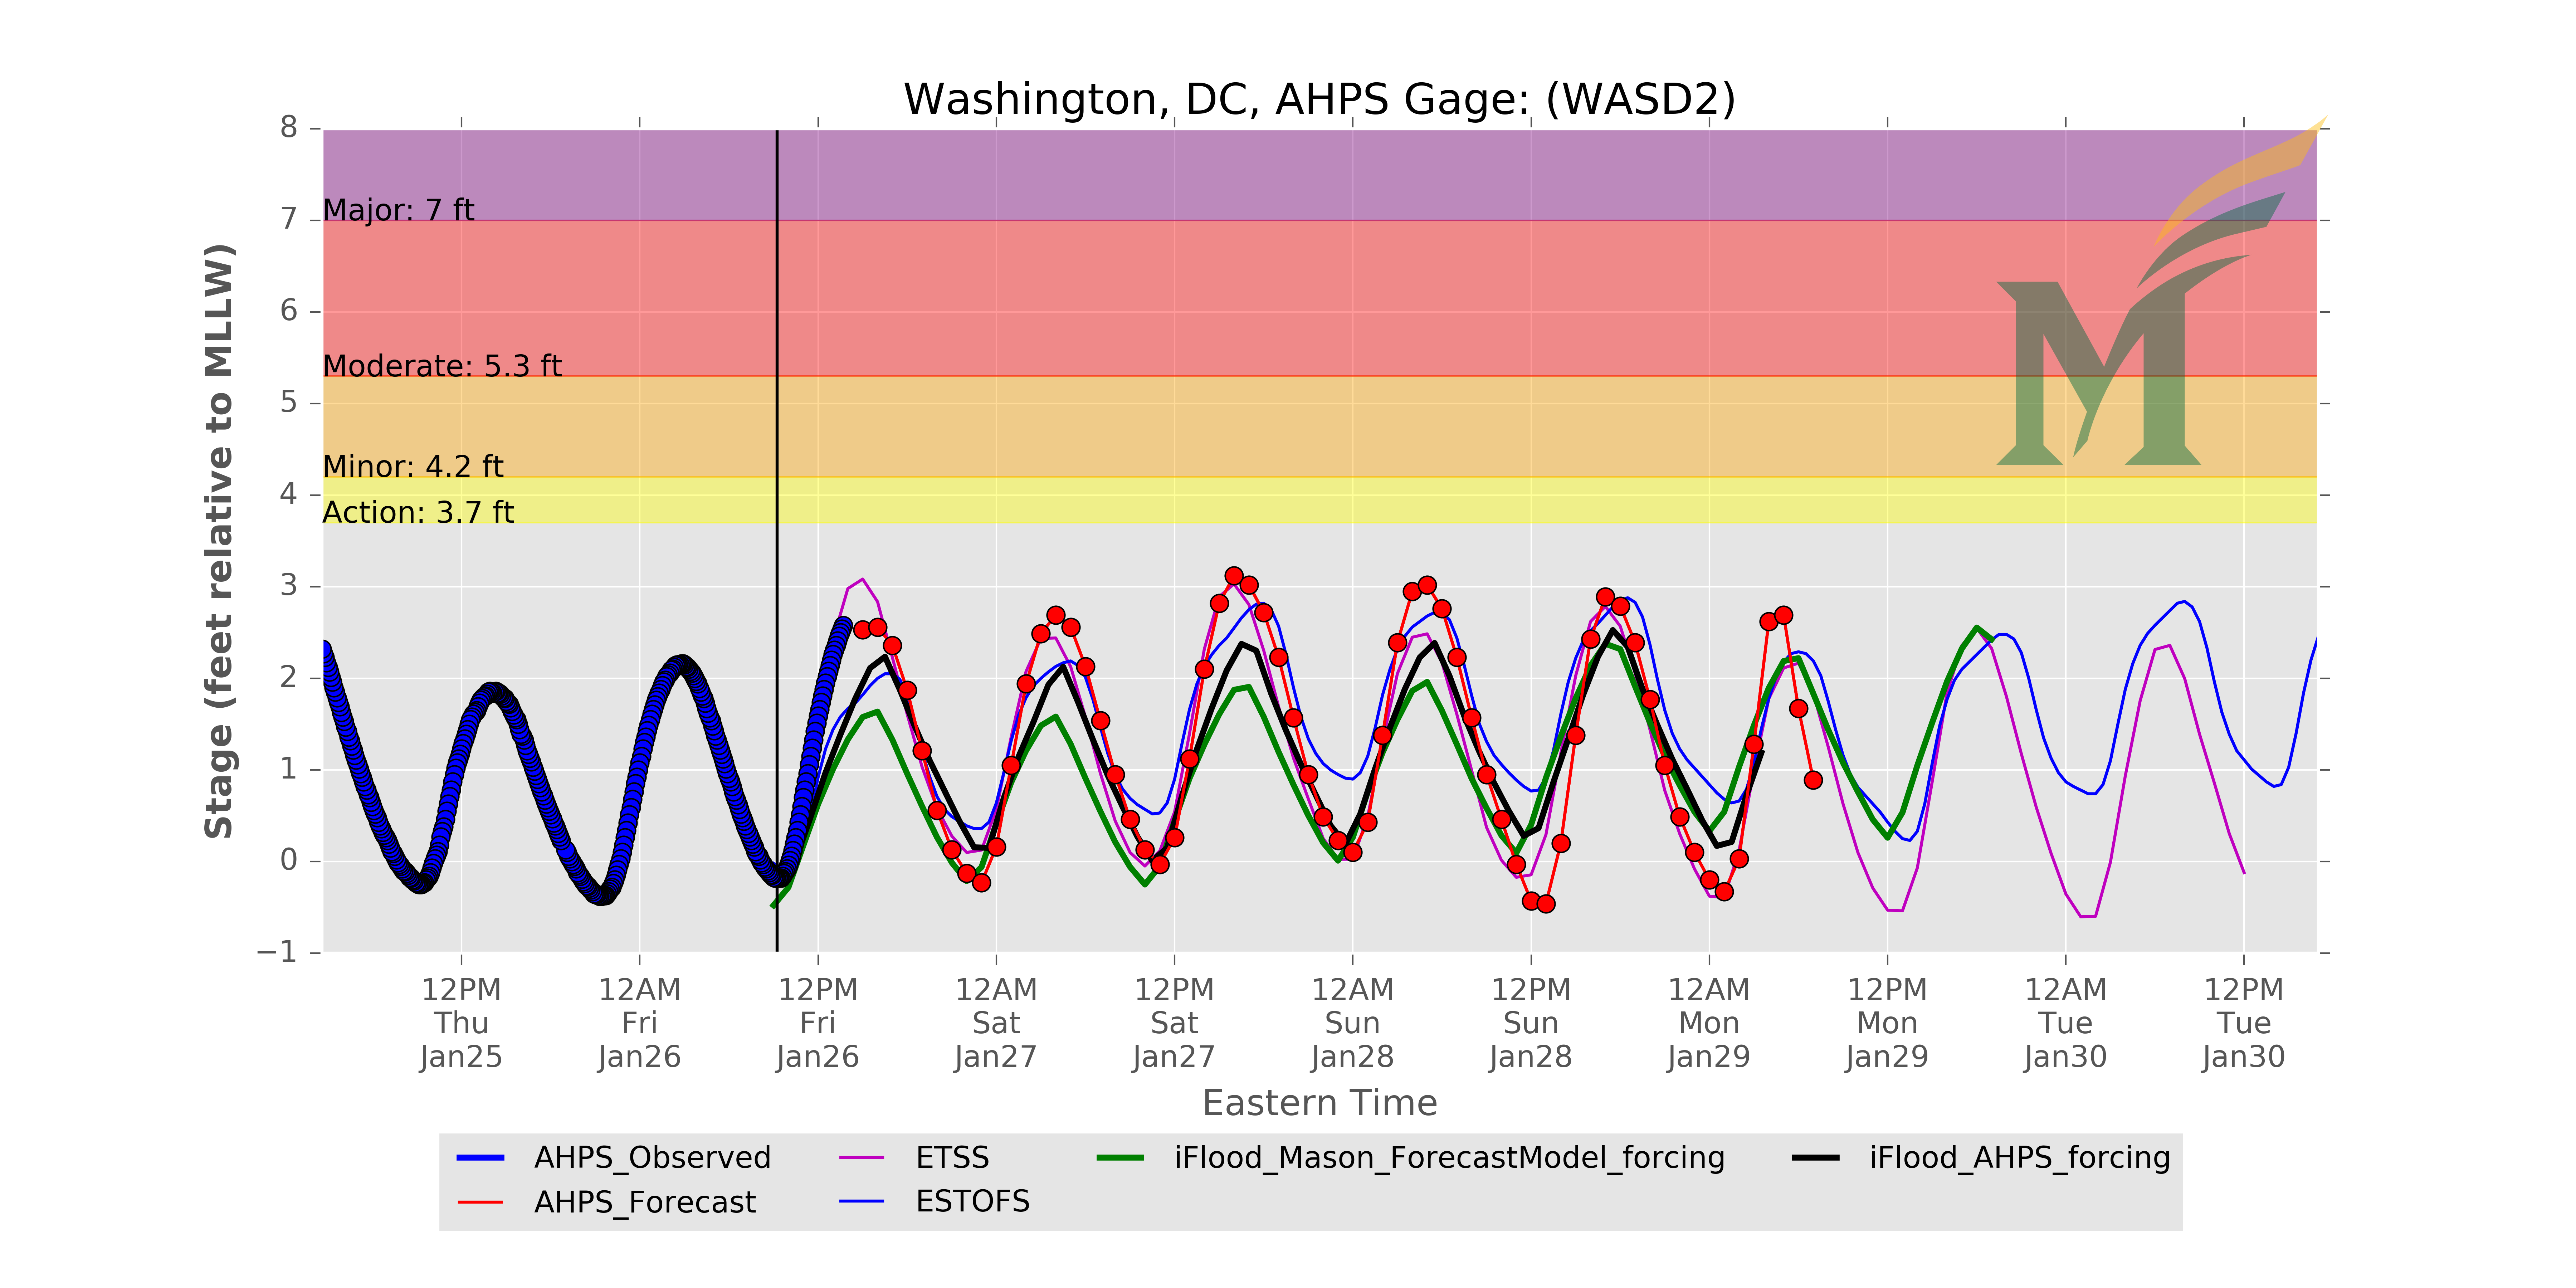 Washington, DC, AHPS Gage: (WASD2)
8
7
6
5
4
3
2
1
0
−1
Stage (feet relative to MLLW)
Major: 7 ft
Moderate: 5.3 ft
Minor: 4.2 ft
Action: 3.7 ft
12PM 12AM 12PM 12AM 12PM 12AM 12PM 12AM 12PM 12AM 12PM
Thu Fri Fri Sat Sat Sun Sun Mon Mon Tue Tue
Jan25 Jan26 Jan26 Jan27 Jan27 Jan28 Jan28 Jan29 Jan29 Jan30 Jan30
Eastern Time
AHPS_Observed ETSS iFlood_Mason_ForecastModel_forcing iFlood_AHPS_forcing
AHPS_Forecast ESTOFS
M